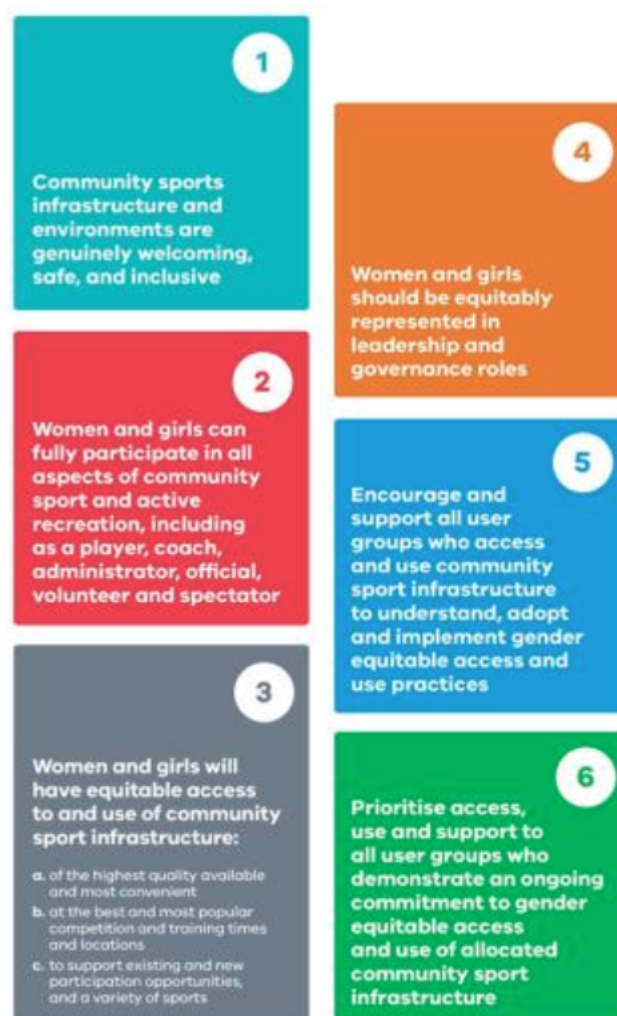 1
Community sports
infrastructure and
environments are
genuinely welcoming,
safe, and inclusive
2
Women and girls can
fully participate in all
aspects of community
sport and active
recreation, including
as a player, coach,
administrator, official,
volunteer and spectator
3
Women and girls will
have equitable access
to and use of community
sport infrastructure:
a. of the highest quality available
and most convenient
b. at the best and most popular
competition and training times
and locations
c. to support existing and new
participation opportunities,
and a variety of sports
4
Women and girls
should be equitably
represented in
leadership and
governance roles
5
Encourage and
support all user
groups who access
and use community
sport infrastructure
to understand, adopt
and implement gender
equitable access and
use practices
6
Prioritise access,
use and support to
all user groups who
demonstrate an ongoing
commitment to gender
equitable access
and use of allocated
community sport
infrastructure